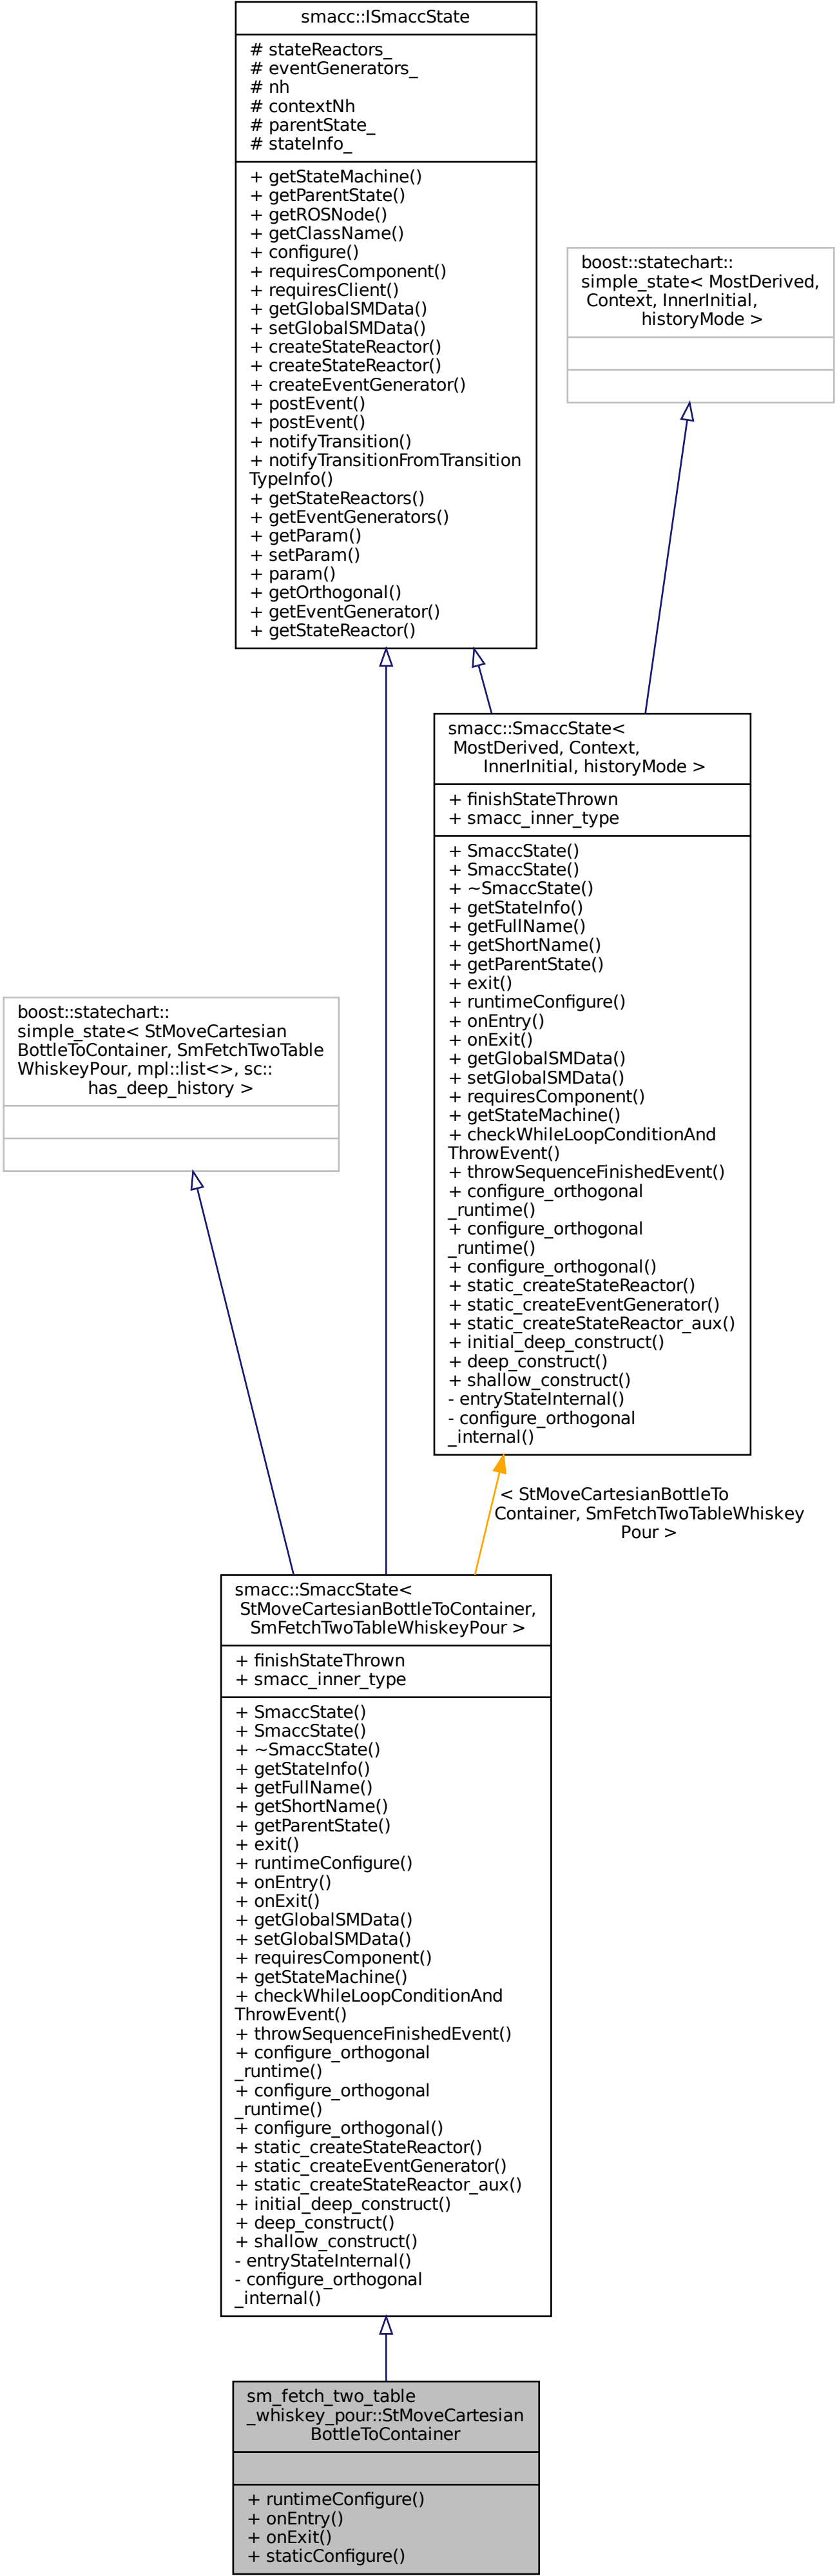 smacc::ISmaccState
# stateReactors_
# eventGenerators_
# nh
# contextNh
# parentState_
# stateInfo_
+ getStateMachine()
+ getParentState()
+ getROSNode()
+ getClassName()
+ configure()
+ requiresComponent()
+ requiresClient()
+ getGlobalSMData()
+ setGlobalSMData()
+ createStateReactor()
+ createStateReactor()
+ createEventGenerator()
+ postEvent()
+ postEvent()
+ notifyTransition()
+ notifyTransitionFromTransition
TypeInfo()
+ getStateReactors()
+ getEventGenerators()
+ getParam()
+ setParam()
+ param()
+ getOrthogonal()
+ getEventGenerator()
+ getStateReactor()
boost::statechart::
simple_state< MostDerived,
Context, InnerInitial,
historyMode >
smacc::SmaccState<
MostDerived, Context,
InnerInitial, historyMode >
+ finishStateThrown
+ smacc_inner_type
+ SmaccState()
+ SmaccState()
+ ~SmaccState()
+ getStateInfo()
+ getFullName()
+ getShortName()
+ getParentState()
+ exit()
+ runtimeConfigure()
+ onEntry()
+ onExit()
+ getGlobalSMData()
+ setGlobalSMData()
+ requiresComponent()
+ getStateMachine()
+ checkWhileLoopConditionAnd
ThrowEvent()
+ throwSequenceFinishedEvent()
+ configure_orthogonal
_runtime()
+ configure_orthogonal
_runtime()
+ configure_orthogonal()
+ static_createStateReactor()
+ static_createEventGenerator()
+ static_createStateReactor_aux()
+ initial_deep_construct()
+ deep_construct()
+ shallow_construct()
- entryStateInternal()
- configure_orthogonal
_internal()
boost::statechart::
simple_state< StMoveCartesian
BottleToContainer, SmFetchTwoTable
WhiskeyPour, mpl::list<>, sc::
has_deep_history >
< StMoveCartesianBottleTo
Container, SmFetchTwoTableWhiskey
Pour >
smacc::SmaccState<
StMoveCartesianBottleToContainer,
SmFetchTwoTableWhiskeyPour >
+ finishStateThrown
+ smacc_inner_type
+ SmaccState()
+ SmaccState()
+ ~SmaccState()
+ getStateInfo()
+ getFullName()
+ getShortName()
+ getParentState()
+ exit()
+ runtimeConfigure()
+ onEntry()
+ onExit()
+ getGlobalSMData()
+ setGlobalSMData()
+ requiresComponent()
+ getStateMachine()
+ checkWhileLoopConditionAnd
ThrowEvent()
+ throwSequenceFinishedEvent()
+ configure_orthogonal
_runtime()
+ configure_orthogonal
_runtime()
+ configure_orthogonal()
+ static_createStateReactor()
+ static_createEventGenerator()
+ static_createStateReactor_aux()
+ initial_deep_construct()
+ deep_construct()
+ shallow_construct()
- entryStateInternal()
- configure_orthogonal
_internal()
sm_fetch_two_table
_whiskey_pour::StMoveCartesian
BottleToContainer
+ runtimeConfigure()
+ onEntry()
+ onExit()
+ staticConfigure()